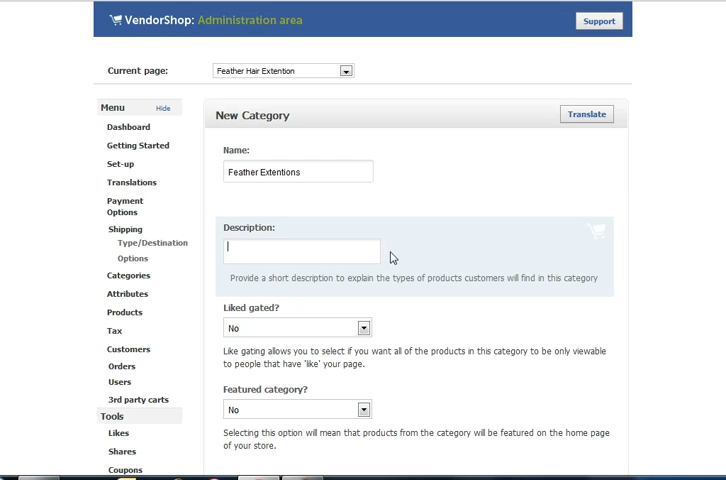 VendorShop: Administration area
Support
Current page:
Feather Hair Extention
Menu
Hide
Dashboard
Getting Started
Set-up
Translations
Payment
Options
Shipping
Type/Destination
Options
Categories
Attributes
Products
Tax
Customers
Orders
Users
3rd party carts
Tools
Likes
Shares
Coupons
New Category
Translate
Name:
Feather Extentions
Description:
Provide a short description to explain the types of products customers will find in this category
Liked gated?
No
Like gating allows you to select if you want all of the products in this category to be only viewable
to people that have 'like' your page.
Featured category?
No
Selecting this option will mean that products from the category will be featured on the home page
of your store.